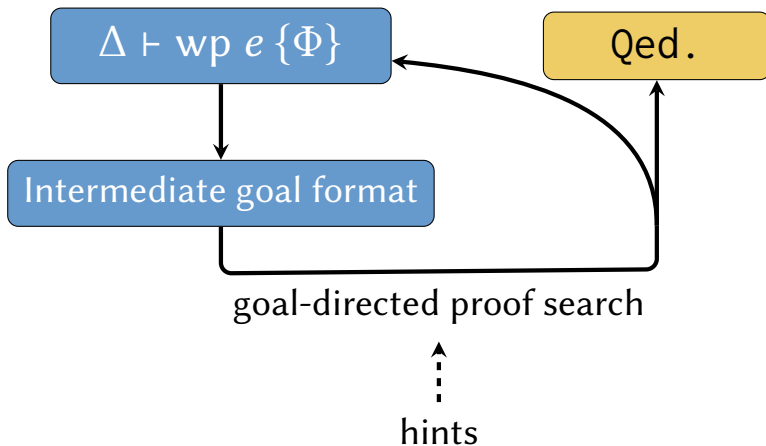 Δ ⊢ wp e {Φ}
Qed.
Intermediate goal format
goal-directed proof search
hints